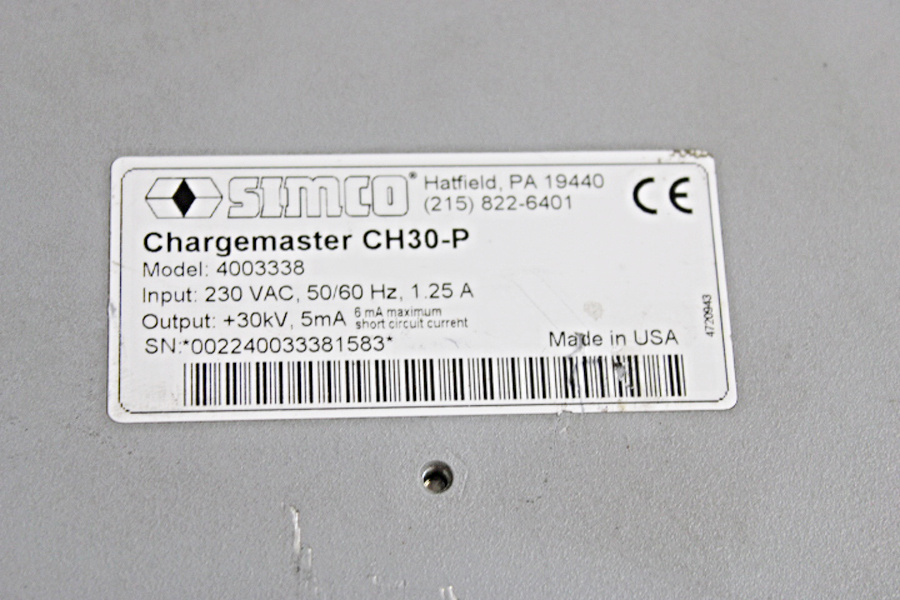 SIMCO® Hatfield, PA 19440
(215) 822-6401
CE
Chargemaster CH30-P
Model: 4003338
Input: 230 VAC, 50/60 Hz, 1.25 A
Output: +30kV, 5mA 6 mA maximum
short circuit current
SN:*002240033381583*
Made in USA
4720943